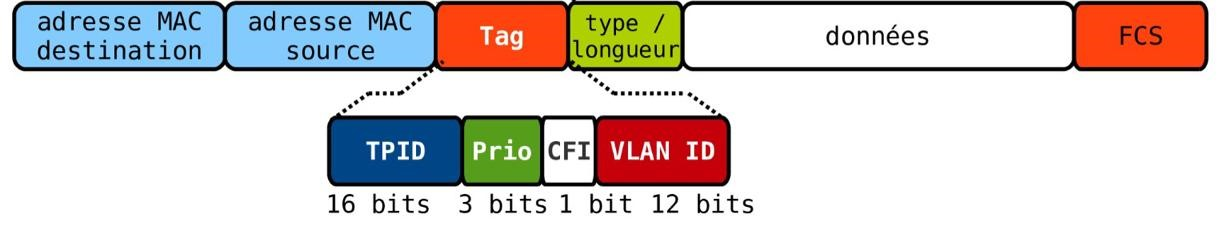 adresse MAC
destination
adresse MAC
source
Tag
type /
longueur
données
FCS
TPID
Prio
CFI
VLAN ID
16 bits
3 bits
1 bit
12 bits